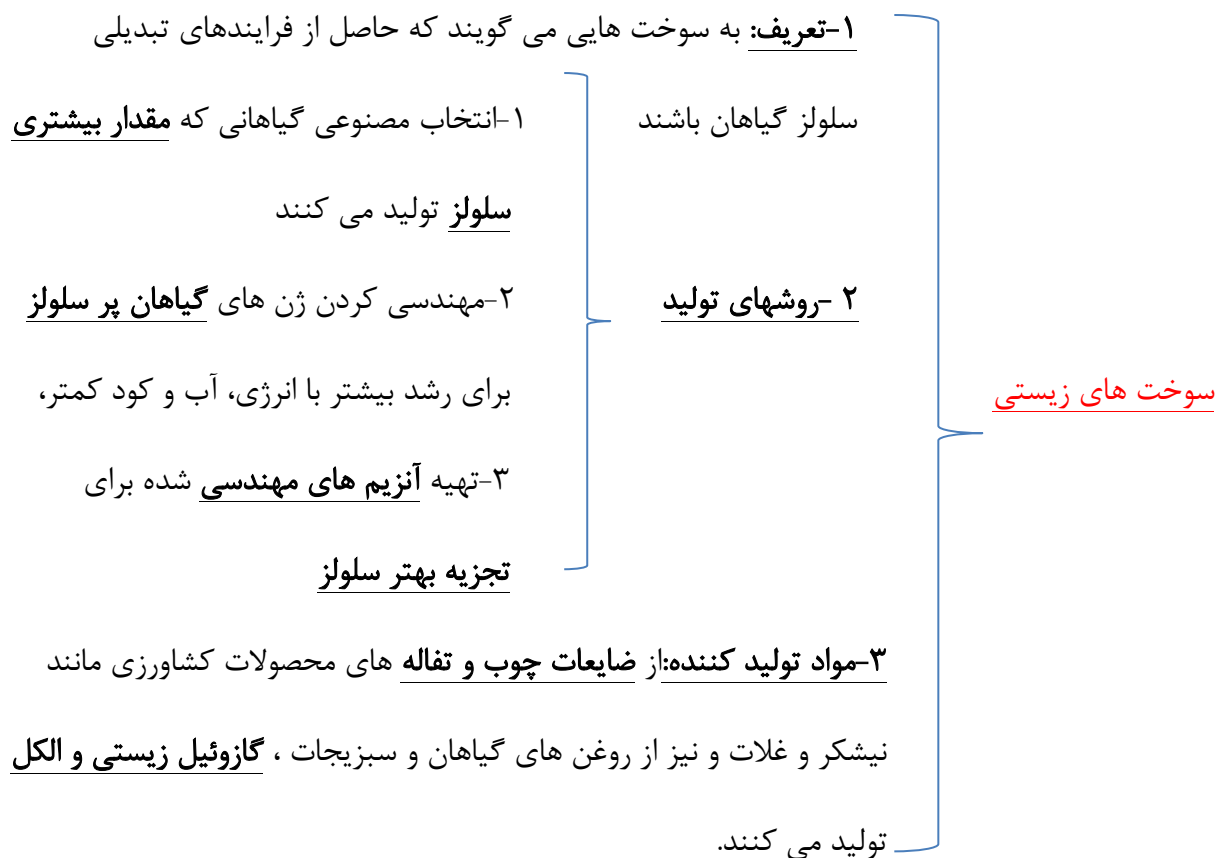 سوخت های زیستی
۱-تعریف: به سوخت هایی می گویند که حاصل از فرایندهای تبدیلی
سلولز گیاهان باشند
۲ -روشهای تولید
۱-انتخاب مصنوعی گیاهانی که مقدار بیشتری
سلولز تولید می کنند
۲-مهندسی کردن ژن های گیاهان پر سلولز
برای رشد بیشتر با انرژی، آب و کود کمتر،
۳-تهیه آنزیم های مهندسی شده برای
تجزیه بهتر سلولز
۳-مواد تولید کننده:از ضایعات چوب و تفاله های محصولات کشاورزی مانند
نیشکر و غلات و نیز از روغن های گیاهان و سبزیجات ، گازوئیل زیستی و الکل
تولید می کنند.